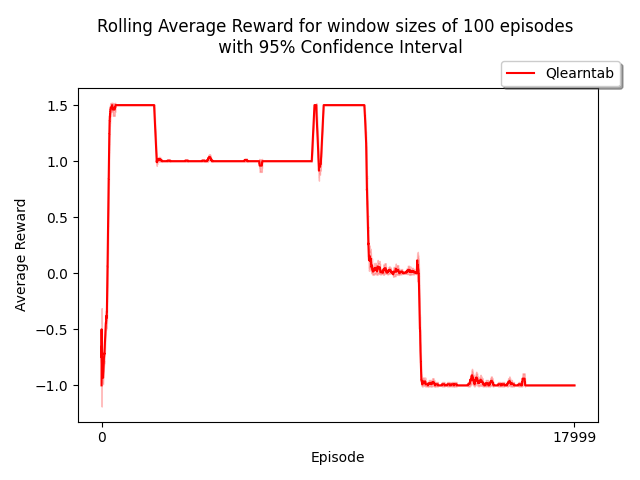 Rolling Average Reward for window sizes of 100 episodes
with 95% Confidence Interval
Qlearntab
1.5
1.0
0.5
0.0
−0.5
−1.0
Average Reward
0
17999
Episode